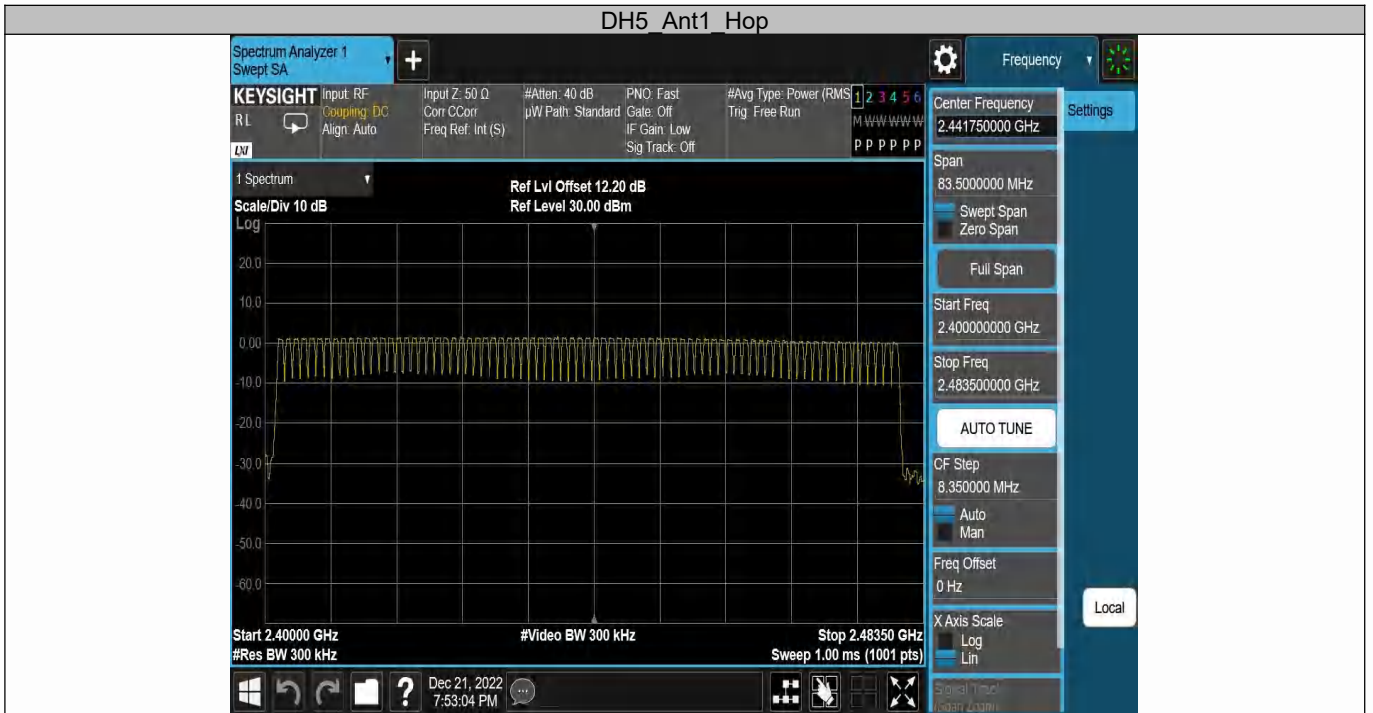 DH5_Ant1_Hop
Spectrum Analyzer 1
Swept SA
+
Frequency
KEYSIGHT
RL
LXI
Input: RF
Coupling: DC
Align: Auto
Input Z: 50 Ω
Corr CCorr
Freq Ref: Int (S)
#Atten: 40 dB
µW Path: Standard
PNO: Fast
Gate: Off
IF Gain: Low
Sig Track: Off
#Avg Type: Power (RMS
Trig: Free Run
1 2 3 4 5 6
M W W W W W
P P P P P P
1 Spectrum
Scale/Div 10 dB
Ref Lvl Offset 12.20 dB
Ref Level 30.00 dBm
Log
20.0
10.0
0.00
-10.0
-20.0
-30.0
-40.0
-50.0
-60.0
Start 2.40000 GHz
#Video BW 300 kHz
Stop 2.48350 GHz
#Res BW 300 kHz
Sweep 1.00 ms (1001 pts)
Center Frequency
2.441750000 GHz
Settings
Span
83.5000000 MHz
Swept Span
Zero Span
Full Span
Start Freq
2.400000000 GHz
Stop Freq
2.483500000 GHz
AUTO TUNE
CF Step
8.350000 MHz
Auto
Man
Freq Offset
0 Hz
X Axis Scale
Log
Lin
Local
Signal Track
(Span Zoom)
?
Dec 21, 2022
7:53:04 PM